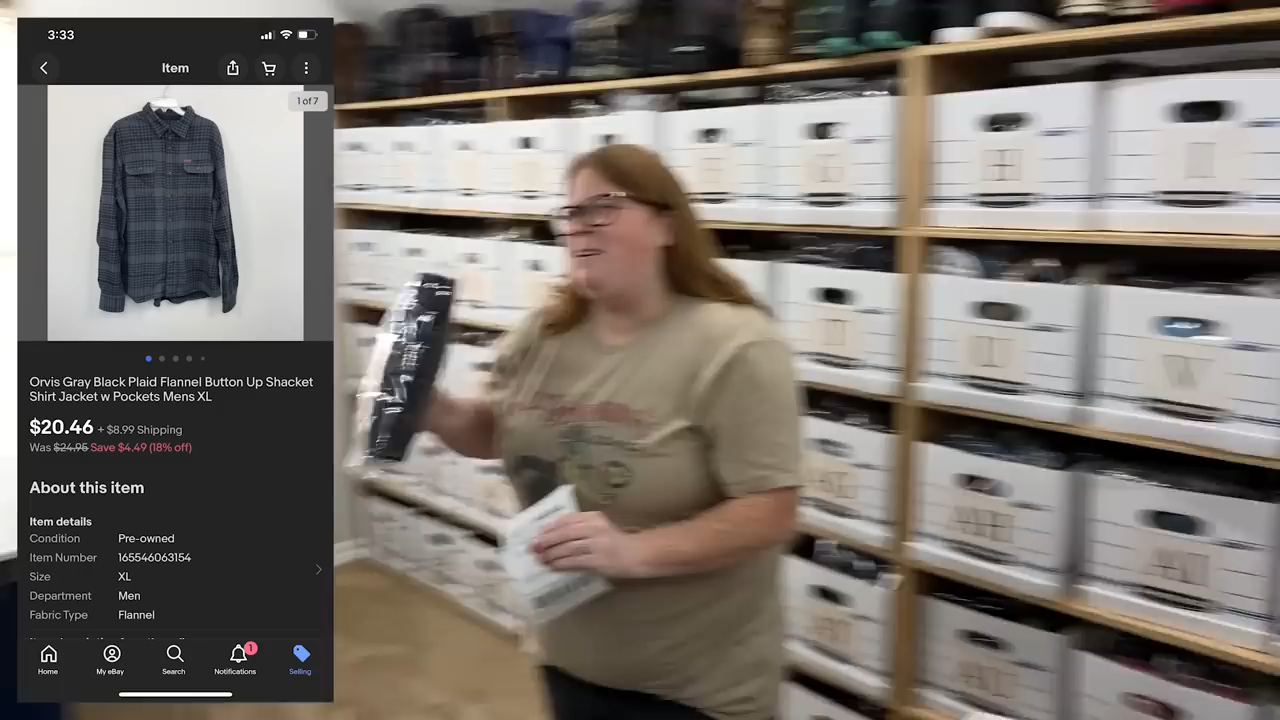 3:33
Item
1 of 7
Orvis Gray Black Plaid Flannel Button Up Shacket
Shirt Jacket w Pockets Mens XL
$20.46 + $8.99 Shipping
Was $24.95 Save $4.49 (18% off)
About this item
Item details
Condition Pre-owned
Item Number 165546063154
Size XL
Department Men
Fabric Type Flannel
1
Home My eBay Search Notifications Selling
H
W